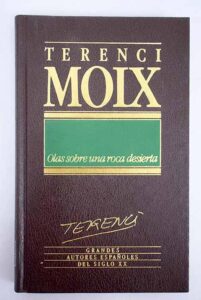 TERENCI
MOIX
Olas sobre una roca desierta
TERENCI
GRANDES
AUTORES ESPAÑOLES
DEL SIGLO XX